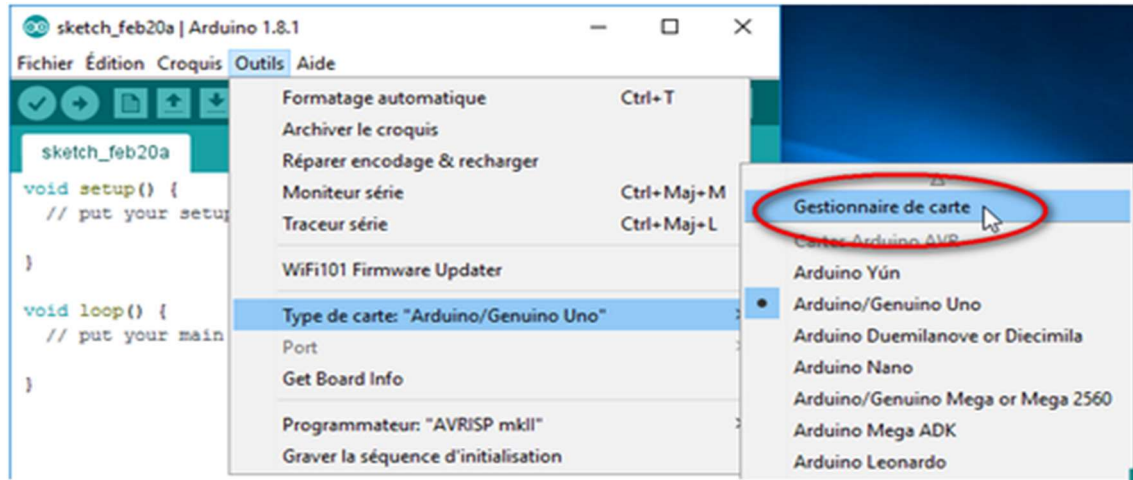 sketch_feb20a | Arduino 1.8.1
Fichier Édition Croquis Outils Aide
sketch_feb20a
void setup() {
// put your setup
}
void loop() {
// put your main
}
Formatage automatique Ctrl+T
Archiver le croquis
Réparer encodage & recharger
Moniteur série Ctrl+Maj+M
Traceur série Ctrl+Maj+L
WiFi101 Firmware Updater
Type de carte: "Arduino/Genuino Uno"
Port
Get Board Info
Programmateur: "AVRISP mkII"
Graver la séquence d'initialisation
Gestionnaire de carte
Cartes Arduino AVR
Arduino Yún
Arduino/Genuino Uno
Arduino Duemilanove or Diecimila
Arduino Nano
Arduino/Genuino Mega or Mega 2560
Arduino Mega ADK
Arduino Leonardo